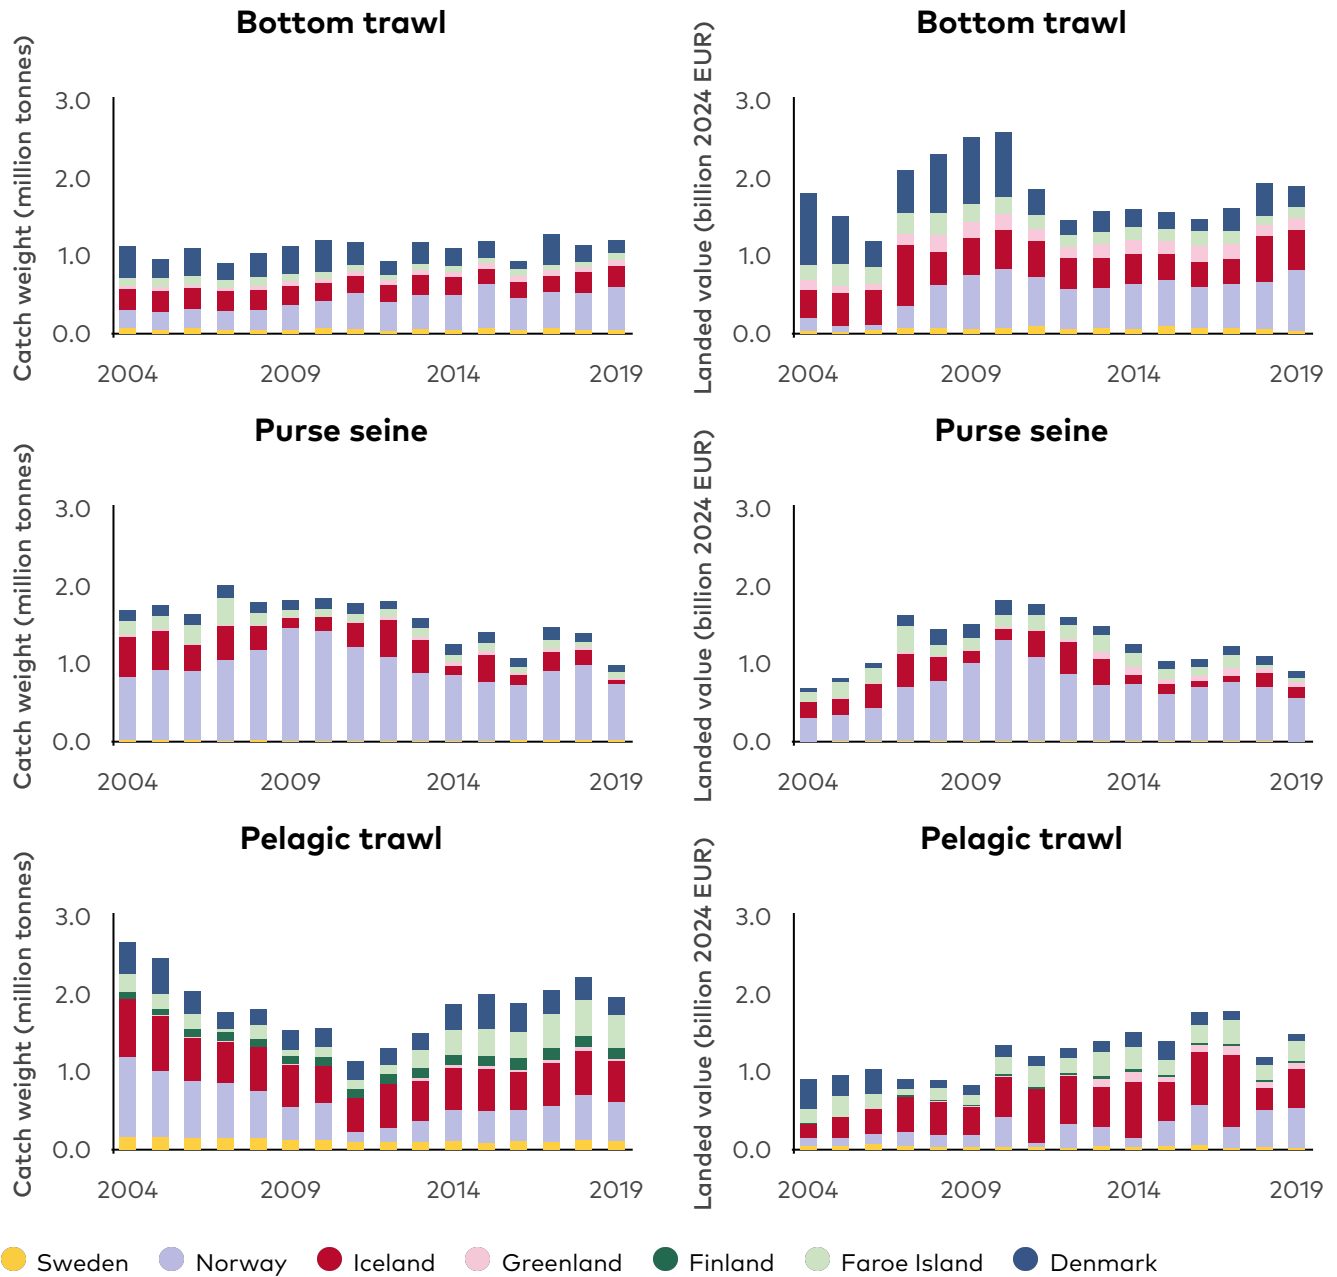 Bottom trawl
Catch weight (million tonnes)
3.0
2.0
1.0
0.0
2004 2009 2014 2019
Bottom trawl
Landed value (billion 2024 EUR)
3.0
2.0
1.0
0.0
2004 2009 2014 2019
Purse seine
Catch weight (million tonnes)
3.0
2.0
1.0
0.0
2004 2009 2014 2019
Purse seine
Landed value (billion 2024 EUR)
3.0
2.0
1.0
0.0
2004 2009 2014 2019
Pelagic trawl
Catch weight (million tonnes)
3.0
2.0
1.0
0.0
2004 2009 2014 2019
Pelagic trawl
Landed value (billion 2024 EUR)
3.0
2.0
1.0
0.0
2004 2009 2014 2019
Sweden Norway Iceland Greenland Finland Faroe Island Denmark